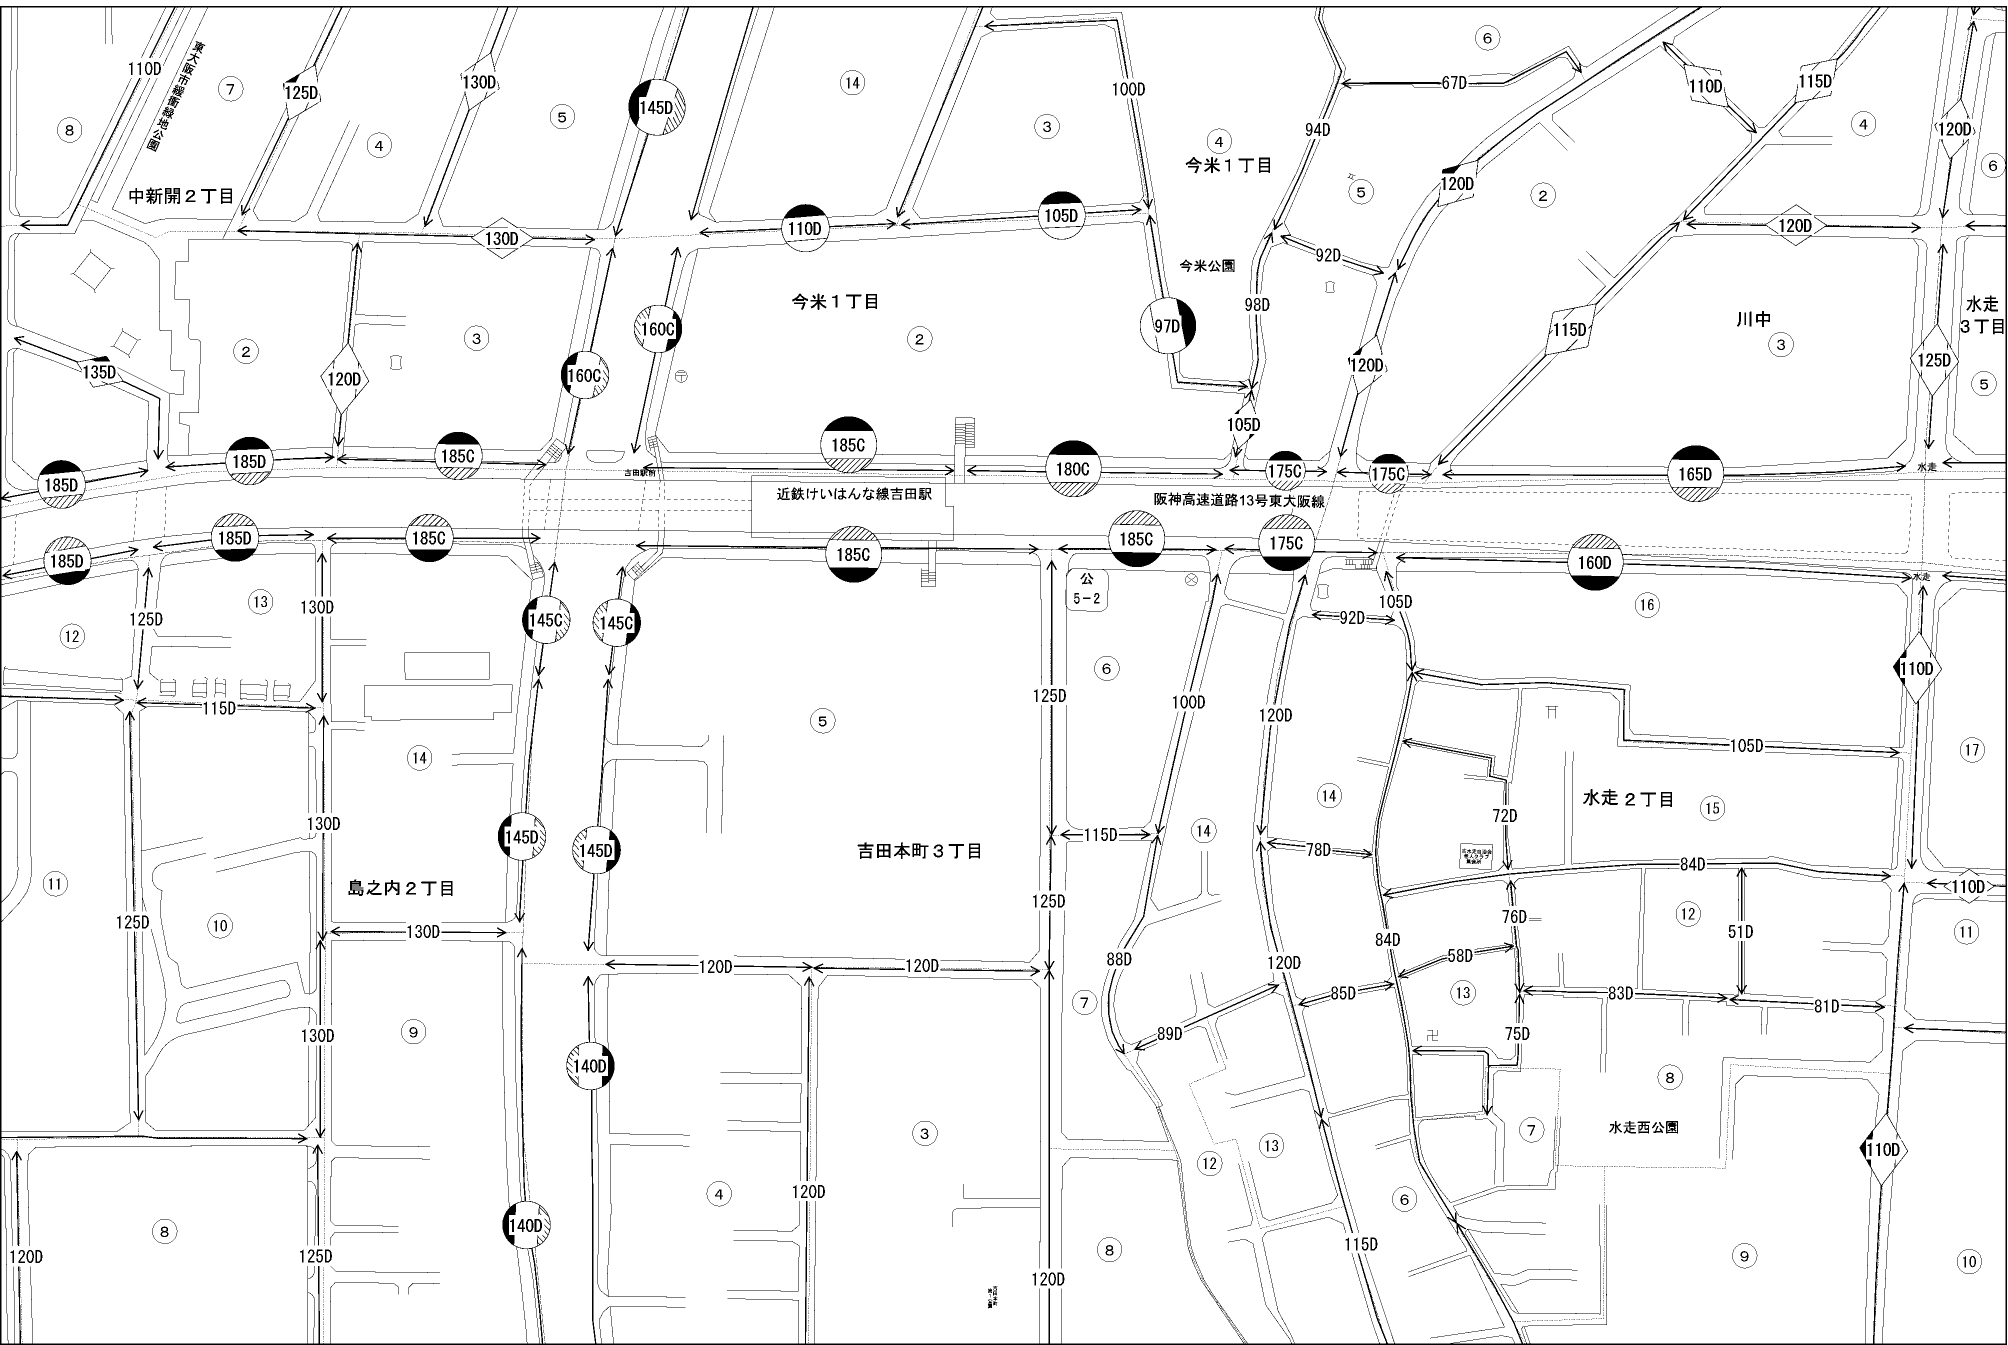 110D
東大阪市緩衝緑地公園
⑦
125D
130D
⑤
145D
⑭
100D
③
④
94D
67D
⑥
110D
115D
④
120D
⑥
⑧
④
中新開2丁目
今米1丁目
⑤
120D
②
130D
110D
105D
120D
今米公園
92D
98D
今米1丁目
川中
水走
3丁目
②
③
160C
②
97D
115D
③
125D
135D
120D
160C
120D
⑤
105D
185D
185D
185C
185C
180C
175C
175C
165D
水走
吉田駅前
近鉄けいはんな線吉田駅
阪神高速道路13号東大阪線
185D
185D
185C
185C
185C
175C
160D
水走
公
5-2
125D
⑫
⑬
130D
145C
145C
92D
105D
⑯
⑥
110D
115D
125D
100D
120D
105D
⑰
⑤
⑭
130D
145D
145D
115D
⑭
⑭
78D
72D
水走2丁目
⑮
84D
110D
吉田本町3丁目
島之内2丁目
⑪
125D
⑩
130D
125D
76D
⑫
51D
⑪
84D
58D
120D
120D
88D
120D
85D
⑬
83D
81D
⑦
89D
75D
130D
⑨
140D
⑧
水走西公園
③
⑫
⑬
⑦
110D
④
120D
⑥
⑧
120D
125D
140D
115D
⑧
⑨
⑩
120D